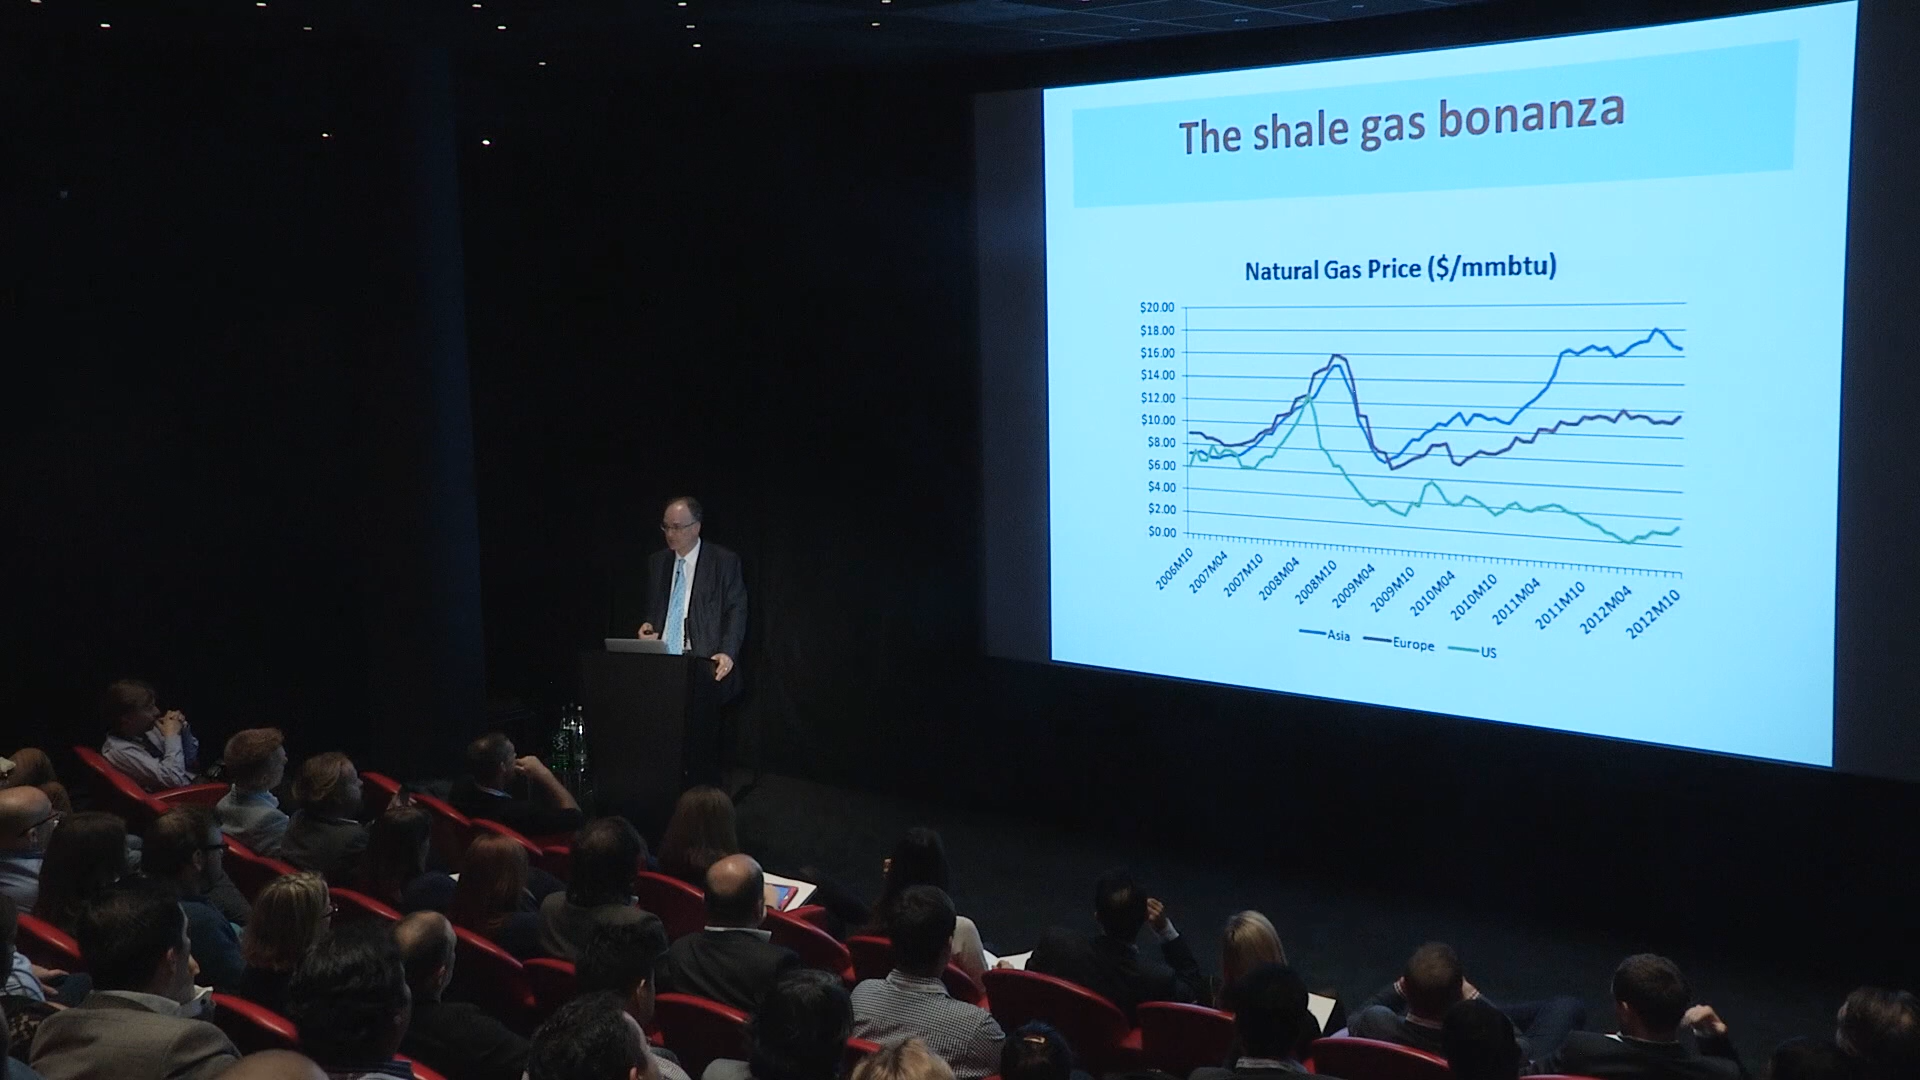 The shale gas bonanza
Natural Gas Price ($/mmbtu)
$20.00
$18.00
$16.00
$14.00
$12.00
$10.00
$8.00
$6.00
$4.00
$2.00
$0.00
2006M10
2007M04
2007M10
2008M04
2008M10
2009M04
2009M10
2010M04
2010M10
2011M04
2011M10
2012M04
2012M10
Asia
Europe
US